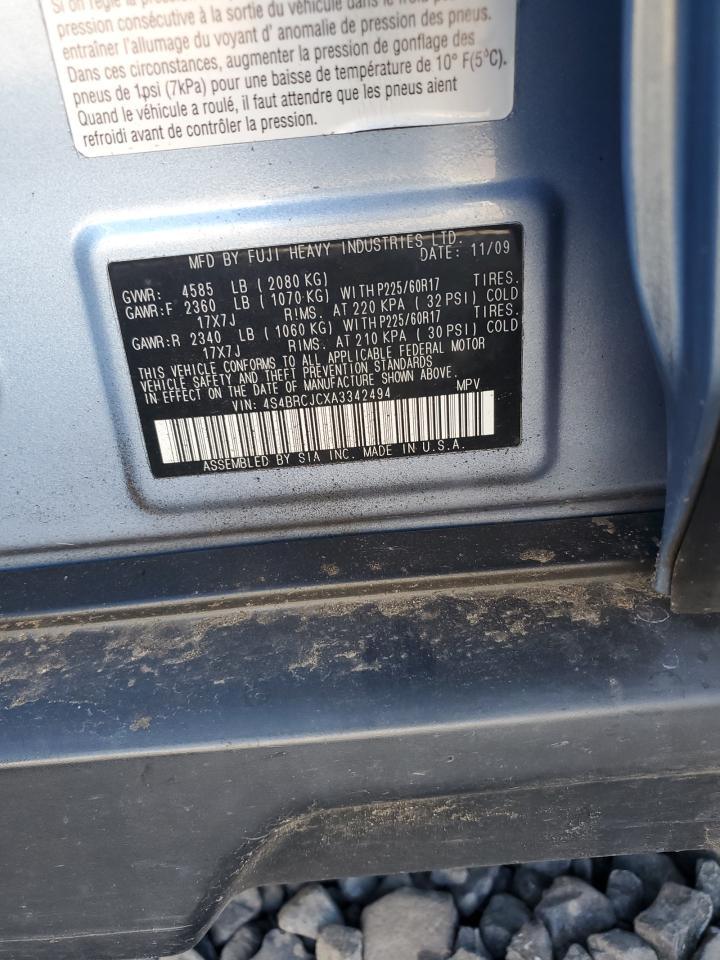 Si on règle la pression
pression consécutive à la sortie du véhicule dans le froid
entraîner l'allumage du voyant d' anomalie de pression des pneus.
Dans ces circonstances, augmenter la pression de gonflage des
pneus de 1psi (7kPa) pour une baisse de température de 10° F(5°C).
Quand le véhicule a roulé, il faut attendre que les pneus aient
refroidi avant de contrôler la pression.
MFD BY FUJI HEAVY INDUSTRIES LTD.
DATE: 11/09
GVWR: 4585 LB (2080 KG)
GAWR:F 2360 LB (1070 KG) WITH P225/60R17 TIRES.
17X7J RIMS. AT 220 KPA (32 PSI) COLD
GAWR:R 2340 LB (1060 KG) WITH P225/60R17 TIRES.
17X7J RIMS. AT 210 KPA (30 PSI) COLD
THIS VEHICLE CONFORMS TO ALL APPLICABLE FEDERAL MOTOR
VEHICLE SAFETY AND THEFT PREVENTION STANDARDS
IN EFFECT ON THE DATE OF MANUFACTURE SHOWN ABOVE.
VIN: 4S4BRCJCXA3342494 MPV
ASSEMBLED BY SIA INC. MADE IN U.S.A.